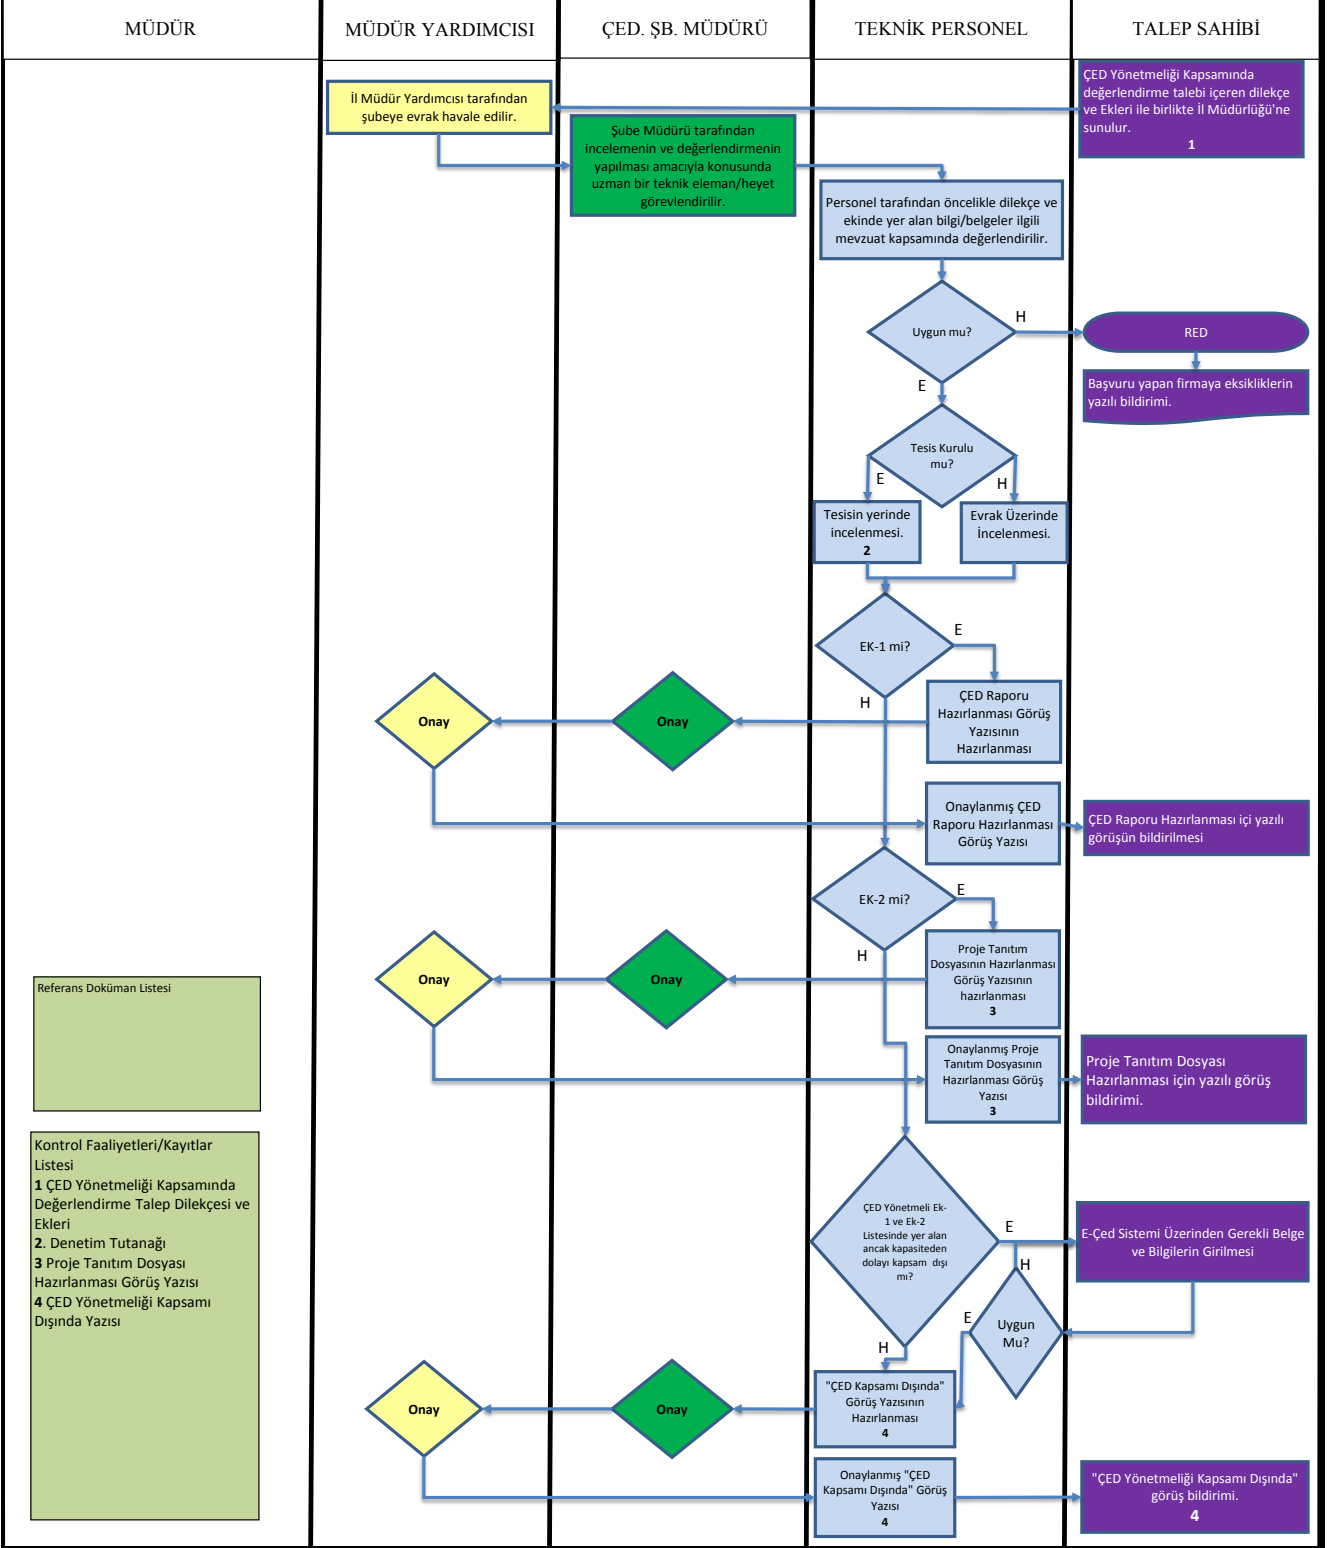 MÜDÜR
MÜDÜR YARDIMCISI
ÇED. ŞB. MÜDÜRÜ
TEKNİK PERSONEL
TALEP SAHİBİ
ÇED Yönetmeliği Kapsamında
değerlendirme talebi içeren dilekçe
ve Ekleri ile birlikte İl Müdürlüğü'ne
sunulur.
1
İl Müdür Yardımcısı tarafından
şubeye evrak havale edilir.
Şube Müdürü tarafından
incelemenin ve değerlendirmenin
yapılması amacıyla konusunda
uzman bir teknik eleman/heyet
görevlendirilir.
Personel tarafından öncelikle dilekçe ve
ekinde yer alan bilgi/belgeler ilgili
mevzuat kapsamında değerlendirilir.
Uygun mu?
H
RED
Başvuru yapan firmaya eksikliklerin
yazılı bildirimi.
E
Tesis Kurulu
mu?
E
H
Tesisin yerinde
incelenmesi.
2
Evrak Üzerinde
İncelenmesi.
EK-1 mi?
E
H
ÇED Raporu
Hazırlanması Görüş
Yazısının
Hazırlanması
Onay
Onay
Onaylanmış ÇED
Raporu Hazırlanması
Görüş Yazısı
ÇED Raporu Hazırlanması içi yazılı
görüşün bildirilmesi
EK-2 mi?
E
H
Proje Tanıtım
Dosyasının Hazırlanması
Görüş Yazısının
hazırlanması
3
Onay
Onay
Onaylanmış Proje
Tanıtım Dosyasının
Hazırlanması Görüş
Yazısı
3
Proje Tanıtım Dosyası
Hazırlanması için yazılı görüş
bildirimi.
Referans Doküman Listesi
Kontrol Faaliyetleri/Kayıtlar
Listesi
1 ÇED Yönetmeliği Kapsamında
Değerlendirme Talep Dilekçesi ve
Ekleri
2. Denetim Tutanağı
3 Proje Tanıtım Dosyası
Hazırlanması Görüş Yazısı
4 ÇED Yönetmeliği Kapsamı
Dışında Yazısı
ÇED Yönetmeli Ek-
1 ve Ek-2
Listesinde yer alan
ancak kapasiteden
dolayı kapsam dışı
mı?
E
H
E-Çed Sistemi Üzerinden Gerekli Belge
ve Bilgilerin Girilmesi
Uygun
Mu?
H
E
"ÇED Kapsamı Dışında"
Görüş Yazısının
Hazırlanması
4
Onay
Onay
Onaylanmış "ÇED
Kapsamı Dışında" Görüş
Yazısı
4
"ÇED Yönetmeliği Kapsamı Dışında"
görüş bildirimi.
4